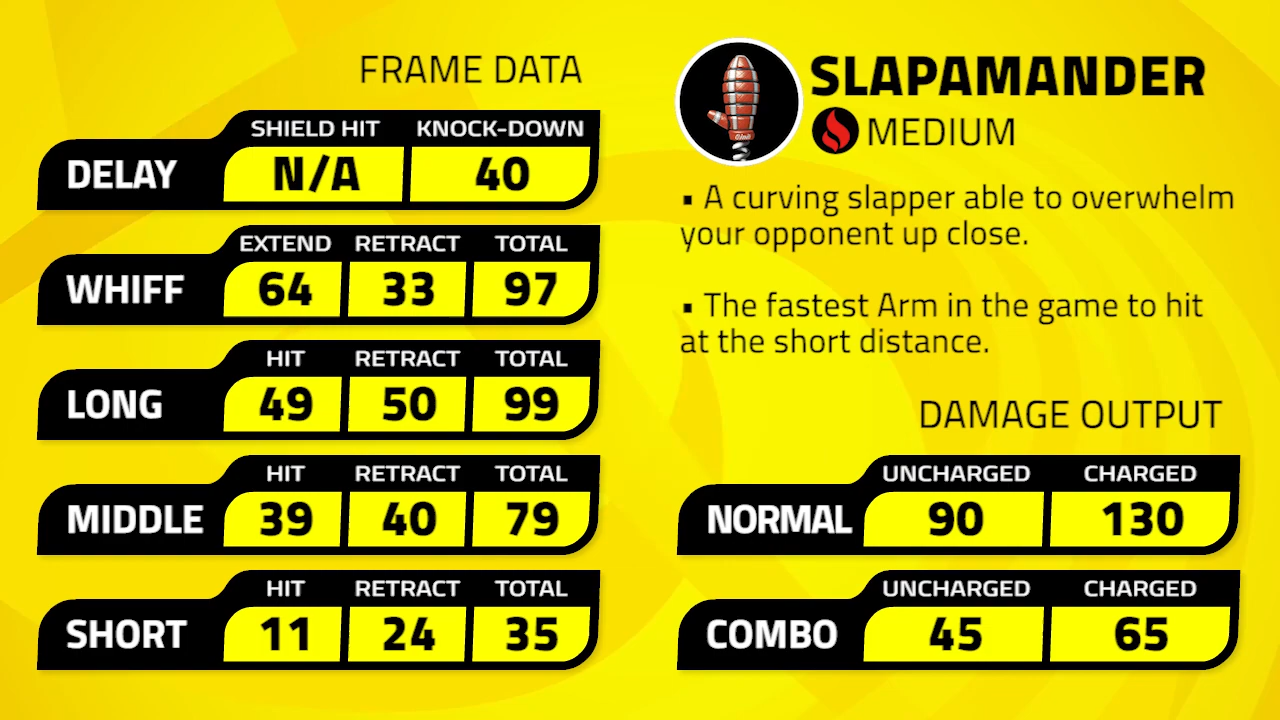 FRAME DATA
SHIELD HIT KNOCK-DOWN
DELAY N/A 40
EXTEND RETRACT TOTAL
WHIFF 64 33 97
HIT RETRACT TOTAL
LONG 49 50 99
HIT RETRACT TOTAL
MIDDLE 39 40 79
HIT RETRACT TOTAL
SHORT 11 24 35
SLAPAMANDER
MEDIUM
▪ A curving slapper able to overwhelm
your opponent up close.
▪ The fastest Arm in the game to hit
at the short distance.
DAMAGE OUTPUT
UNCHARGED CHARGED
NORMAL 90 130
UNCHARGED CHARGED
COMBO 45 65